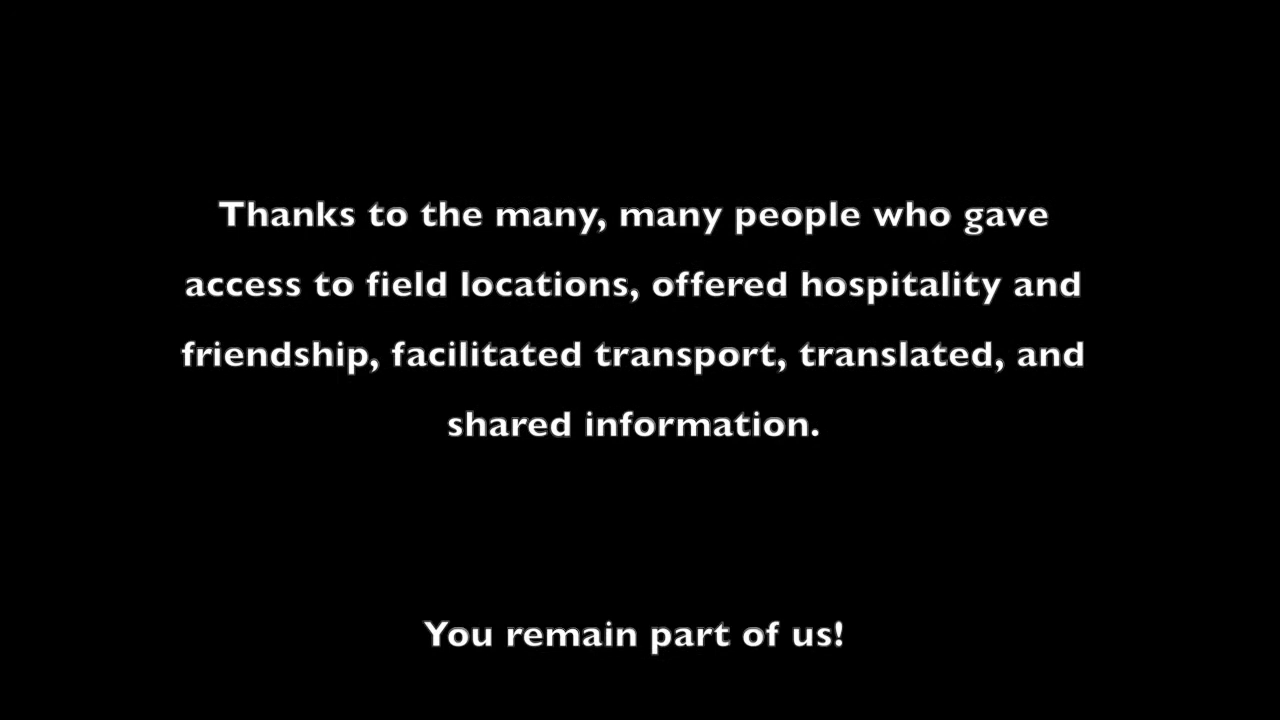 Thanks to the many, many people who gave
access to field locations, offered hospitality and
friendship, facilitated transport, translated, and
shared information.
You remain part of us!